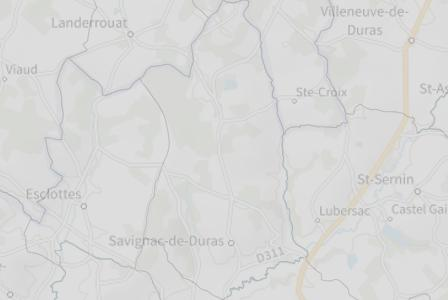 Villeneuve-de-
Duras
Landerrouat
Viaud
Ste-Croix
St-As
St-Sernin
Esclottes
Lubersac
Castel Gai
Savignac-de-Duras
D311